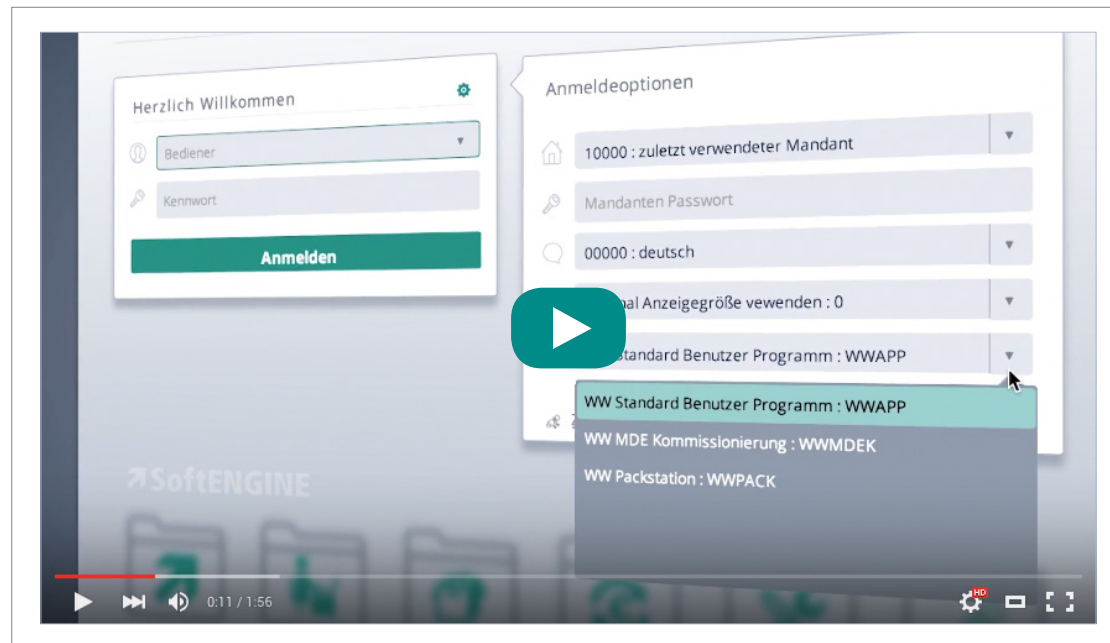 Herzlich Willkommen
Bediener
Kennwort
Anmelden
Anmeldeoptionen
10000 : zuletzt verwendeter Mandant
Mandanten Passwort
00000 : deutsch
Anzeigegröße vewenden : 0
Standard Benutzer Programm : WWAPP
WW Standard Benutzer Programm : WWAPP
WW MDE Kommissionierung : WWMDEK
WW Packstation : WWPACK
SoftENGINE
0:11 / 1:56
HD